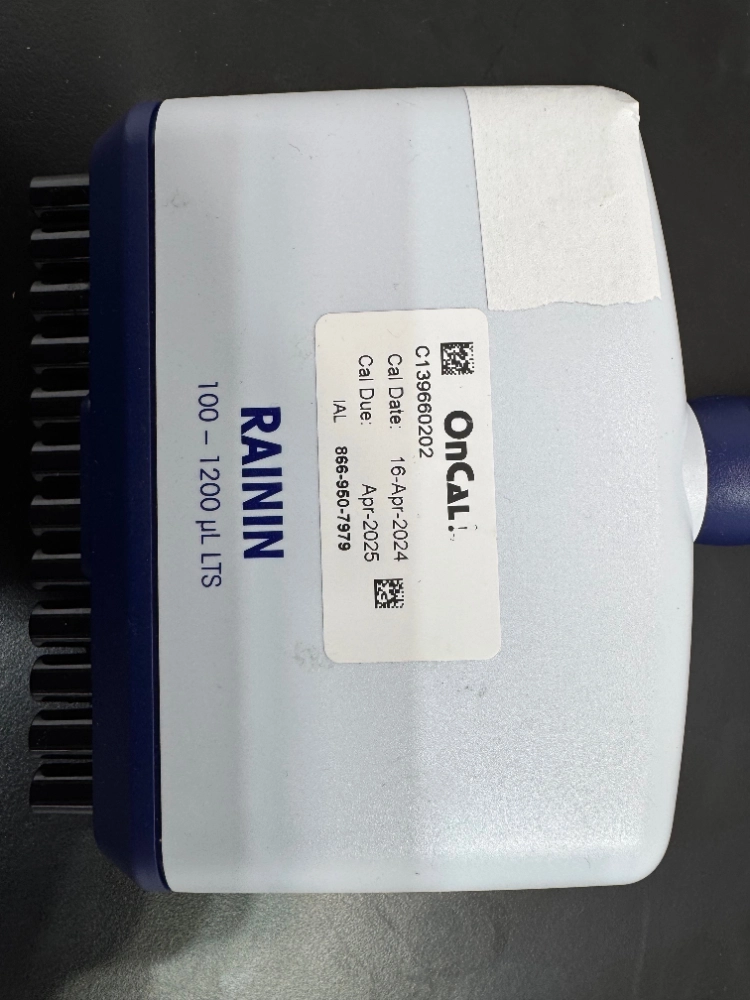 OnCAL!
C139660202
Cal Date: 16-Apr-2024
Cal Due: Apr-2025
IAL 866-950-7979
RAININ
100 – 1200 µL LTS